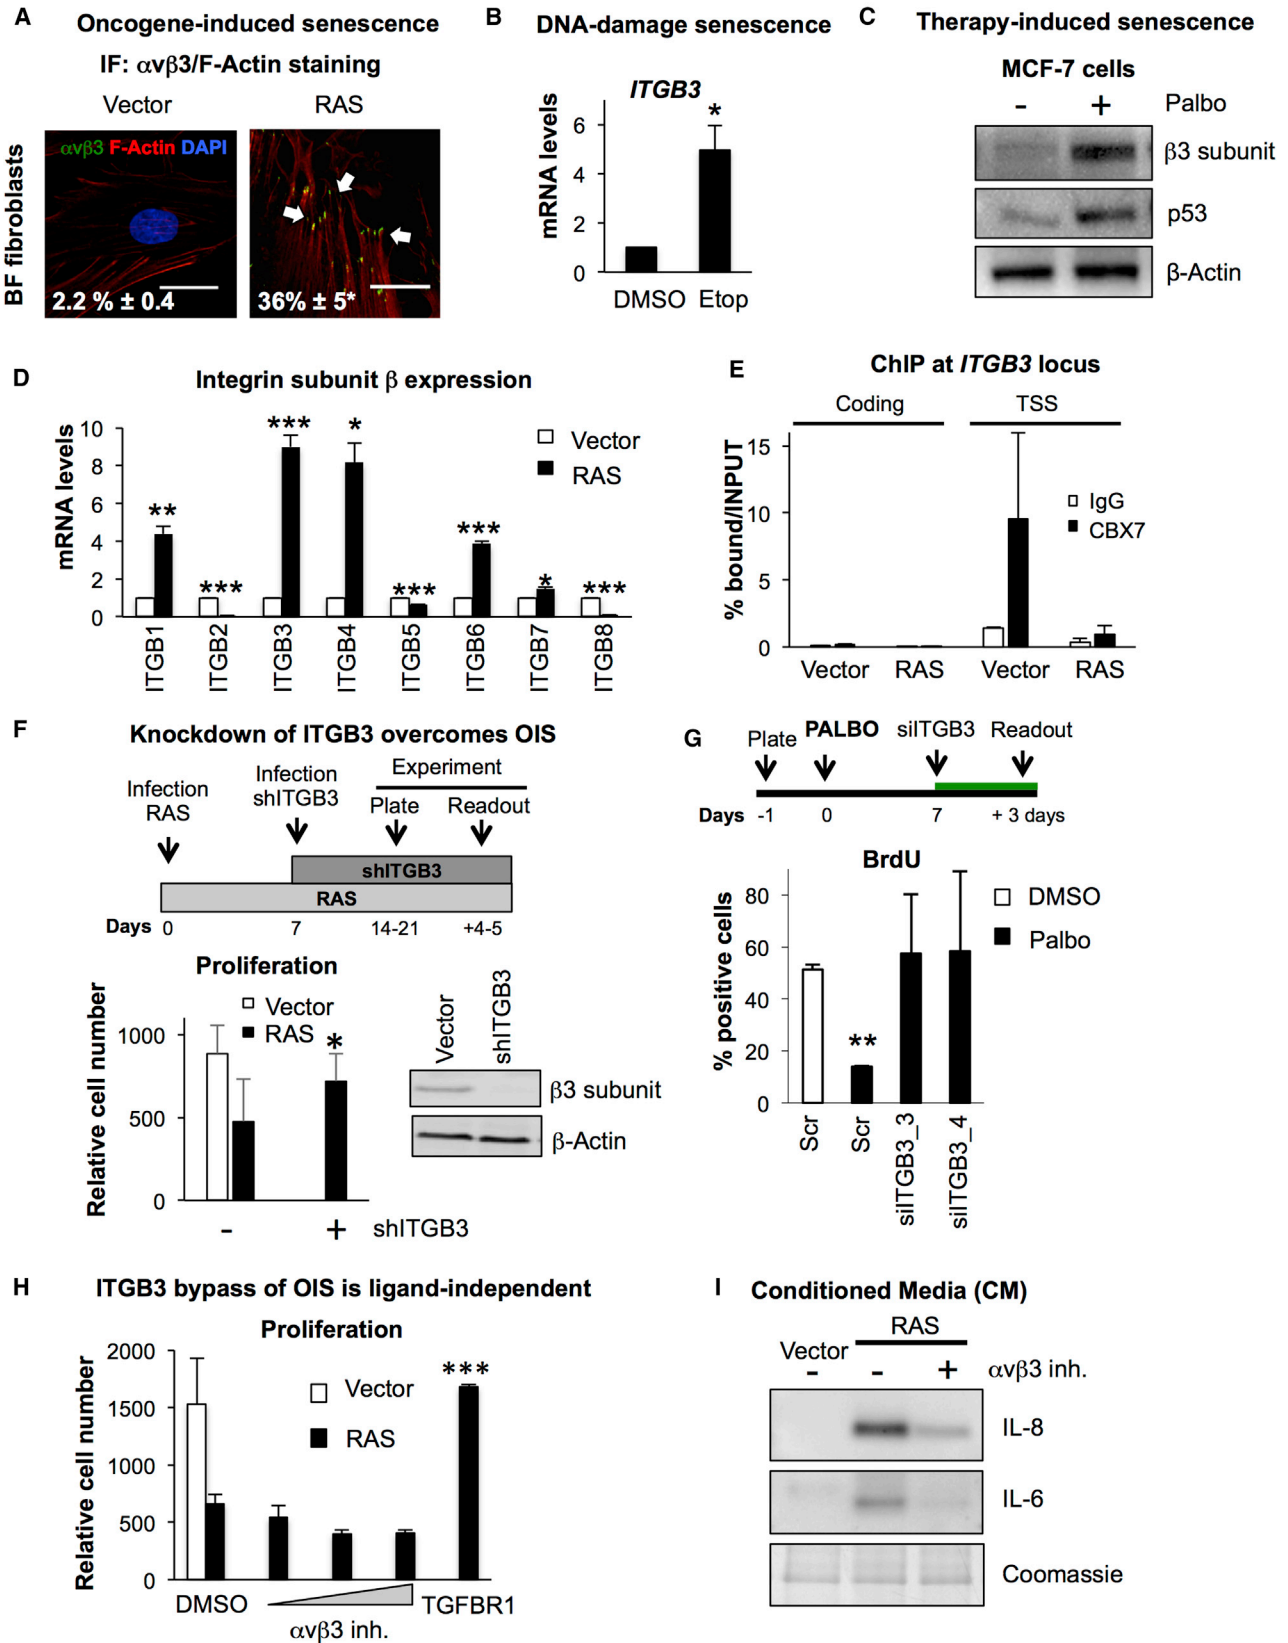 A
Oncogene-induced senescence
IF: αvβ3/F-Actin staining
Vector
RAS
BF fibroblasts
αvβ3 F-Actin DAPI
2.2 % ± 0.4
36% ± 5*
B
DNA-damage senescence
ITGB3
mRNA levels
*
6
4
2
0
DMSO
Etop
C
Therapy-induced senescence
MCF-7 cells
- + Palbo
β3 subunit
p53
β-Actin
D
Integrin subunit β expression
mRNA levels
10
8
6
4
2
0
Vector
RAS
** *** *** * *** *** * ***
ITGB1
ITGB2
ITGB3
ITGB4
ITGB5
ITGB6
ITGB7
ITGB8
E
ChIP at ITGB3 locus
Coding
TSS
% bound/INPUT
15
10
5
0
IgG
CBX7
Vector
RAS
Vector
RAS
F
Knockdown of ITGB3 overcomes OIS
Infection
RAS
Infection
shITGB3
Experiment
Plate
Readout
shITGB3
RAS
Days 0 7 14-21 +4-5
Proliferation
Relative cell number
1000
500
0
Vector
RAS
*
- + shITGB3
Vector
shITGB3
β3 subunit
β-Actin
G
Plate
PALBO
siITGB3
Readout
Days -1 0 7 + 3 days
BrdU
% positive cells
80
60
40
20
0
DMSO
Palbo
**
Scr
Scr
siITGB3_3
siITGB3_4
H
ITGB3 bypass of OIS is ligand-independent
Proliferation
Relative cell number
2000
1500
1000
500
0
Vector
RAS
***
DMSO
αvβ3 inh.
TGFBR1
I
Conditioned Media (CM)
Vector
RAS
- - + αvβ3 inh.
IL-8
IL-6
Coomassie